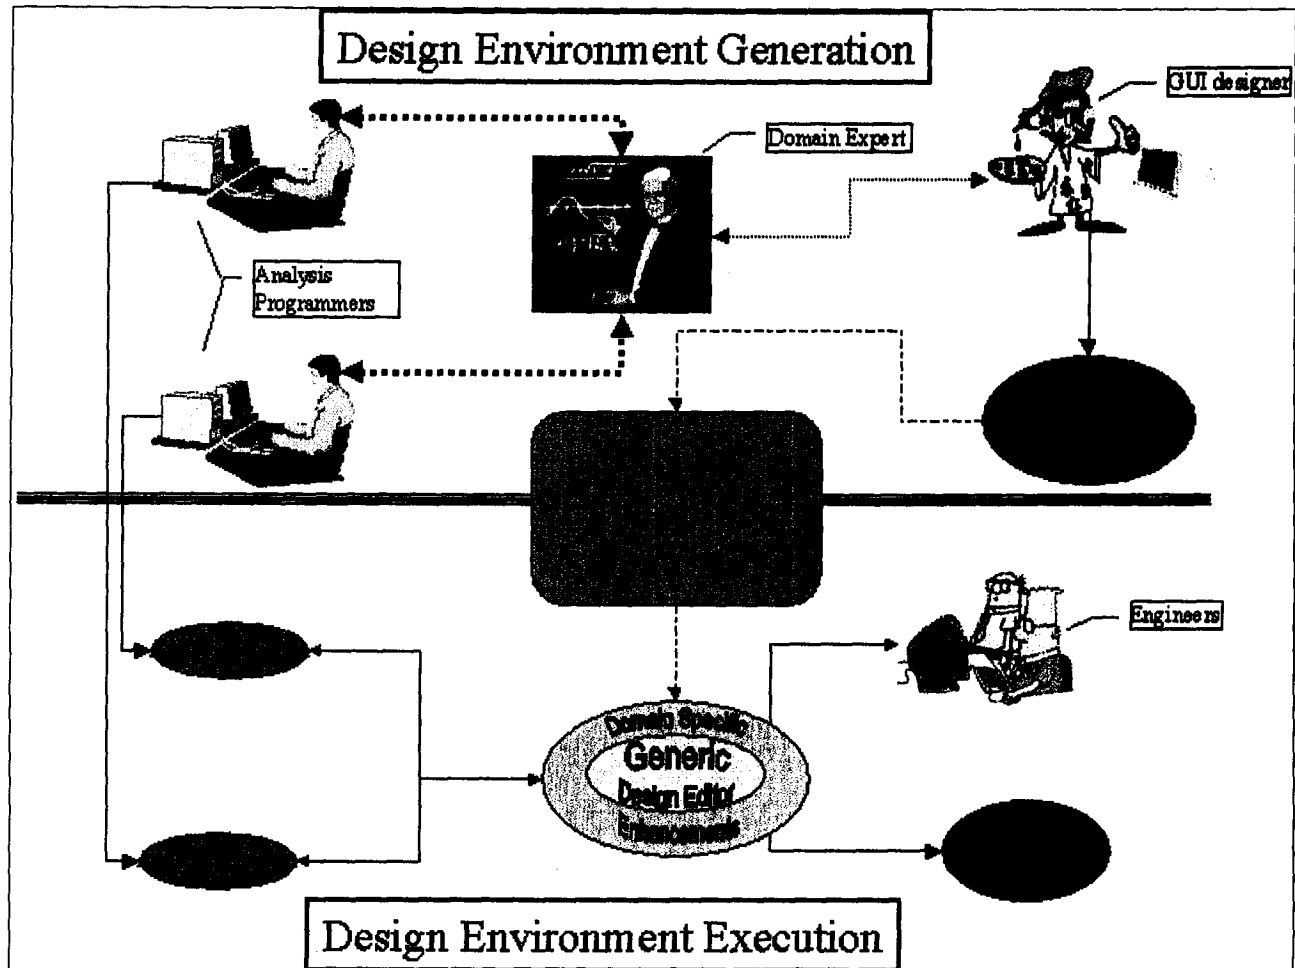 Design Environment Generation
GUI designer
Domain Expert
Analysis
Programmers
Engineers
Domain Specific
Generic
Design Editor
Enhancements
Design Environment Execution